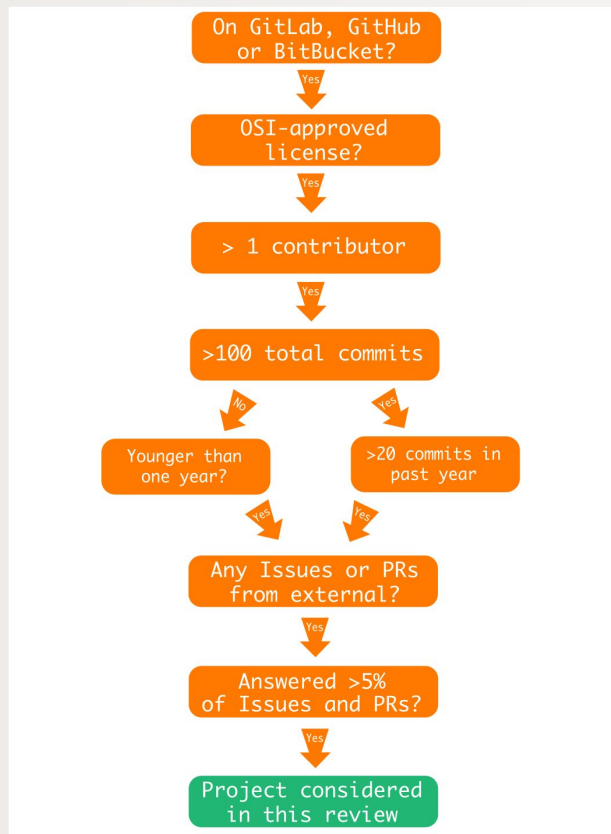 On GitLab, GitHub
or BitBucket?
Yes
OSI-approved
license?
Yes
> 1 contributor
Yes
>100 total commits
No
Yes
Younger than
one year?
>20 commits in
past year
Yes
Yes
Any Issues or PRs
from external?
Yes
Answered >5%
of Issues and PRs?
Yes
Project considered
in this review